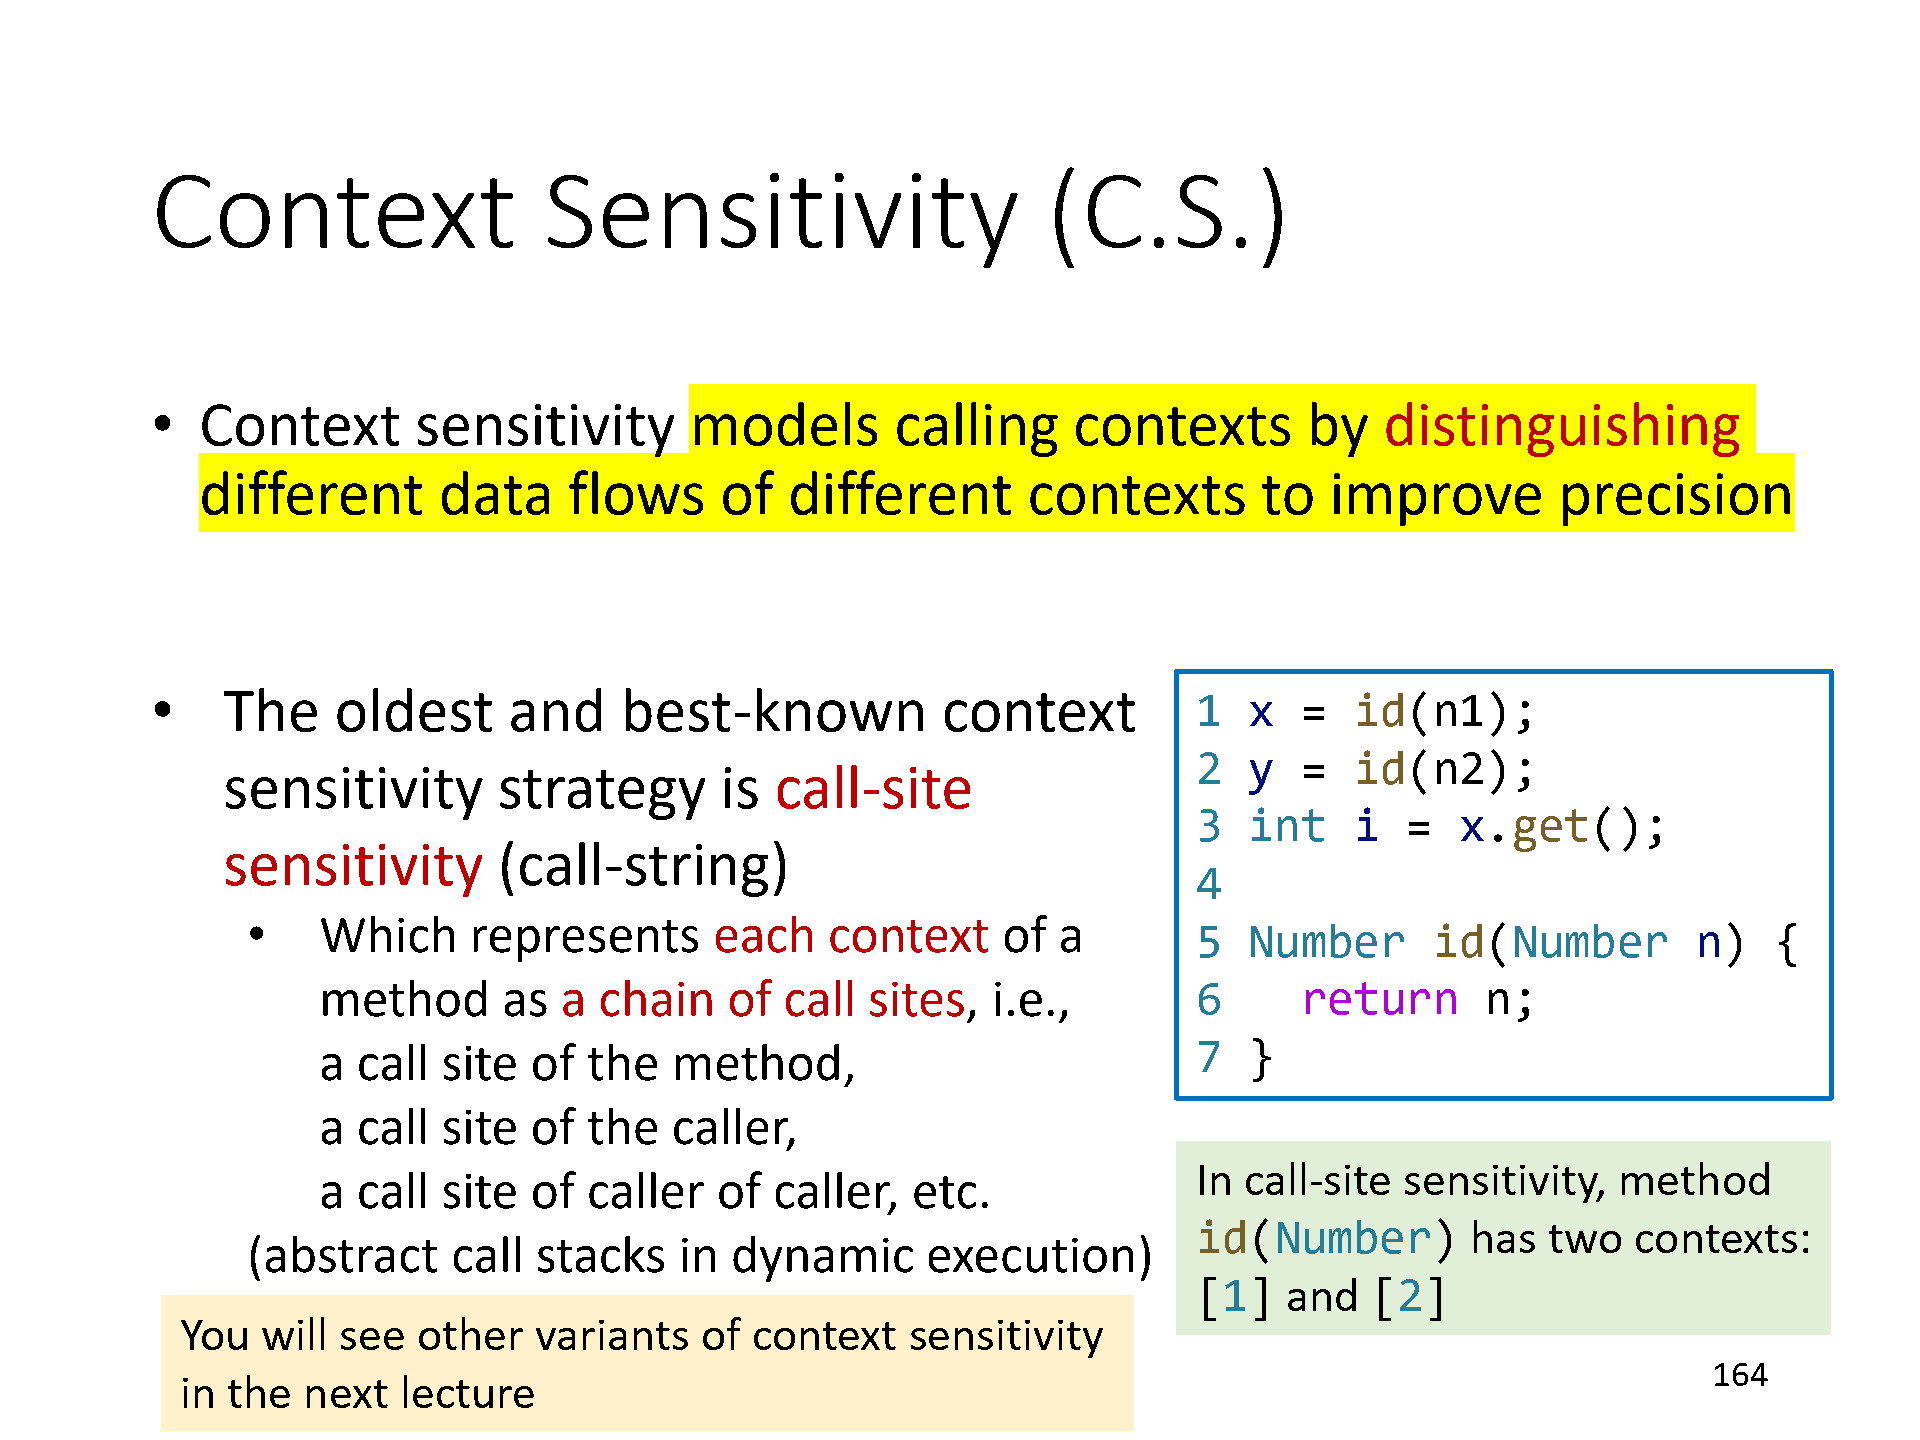 Context Sensitivity (C.S.)
• Context sensitivity models calling contexts by distinguishing
different data flows of different contexts to improve precision
• The oldest and best-known context
sensitivity strategy is call-site
sensitivity (call-string)
• Which represents each context of a
method as a chain of call sites, i.e.,
a call site of the method,
a call site of the caller,
a call site of caller of caller, etc.
(abstract call stacks in dynamic execution)
You will see other variants of context sensitivity
in the next lecture
1 x = id(n1);
2 y = id(n2);
3 int i = x.get();
4
5 Number id(Number n) {
6   return n;
7 }
In call-site sensitivity, method
id(Number) has two contexts:
[1] and [2]
164